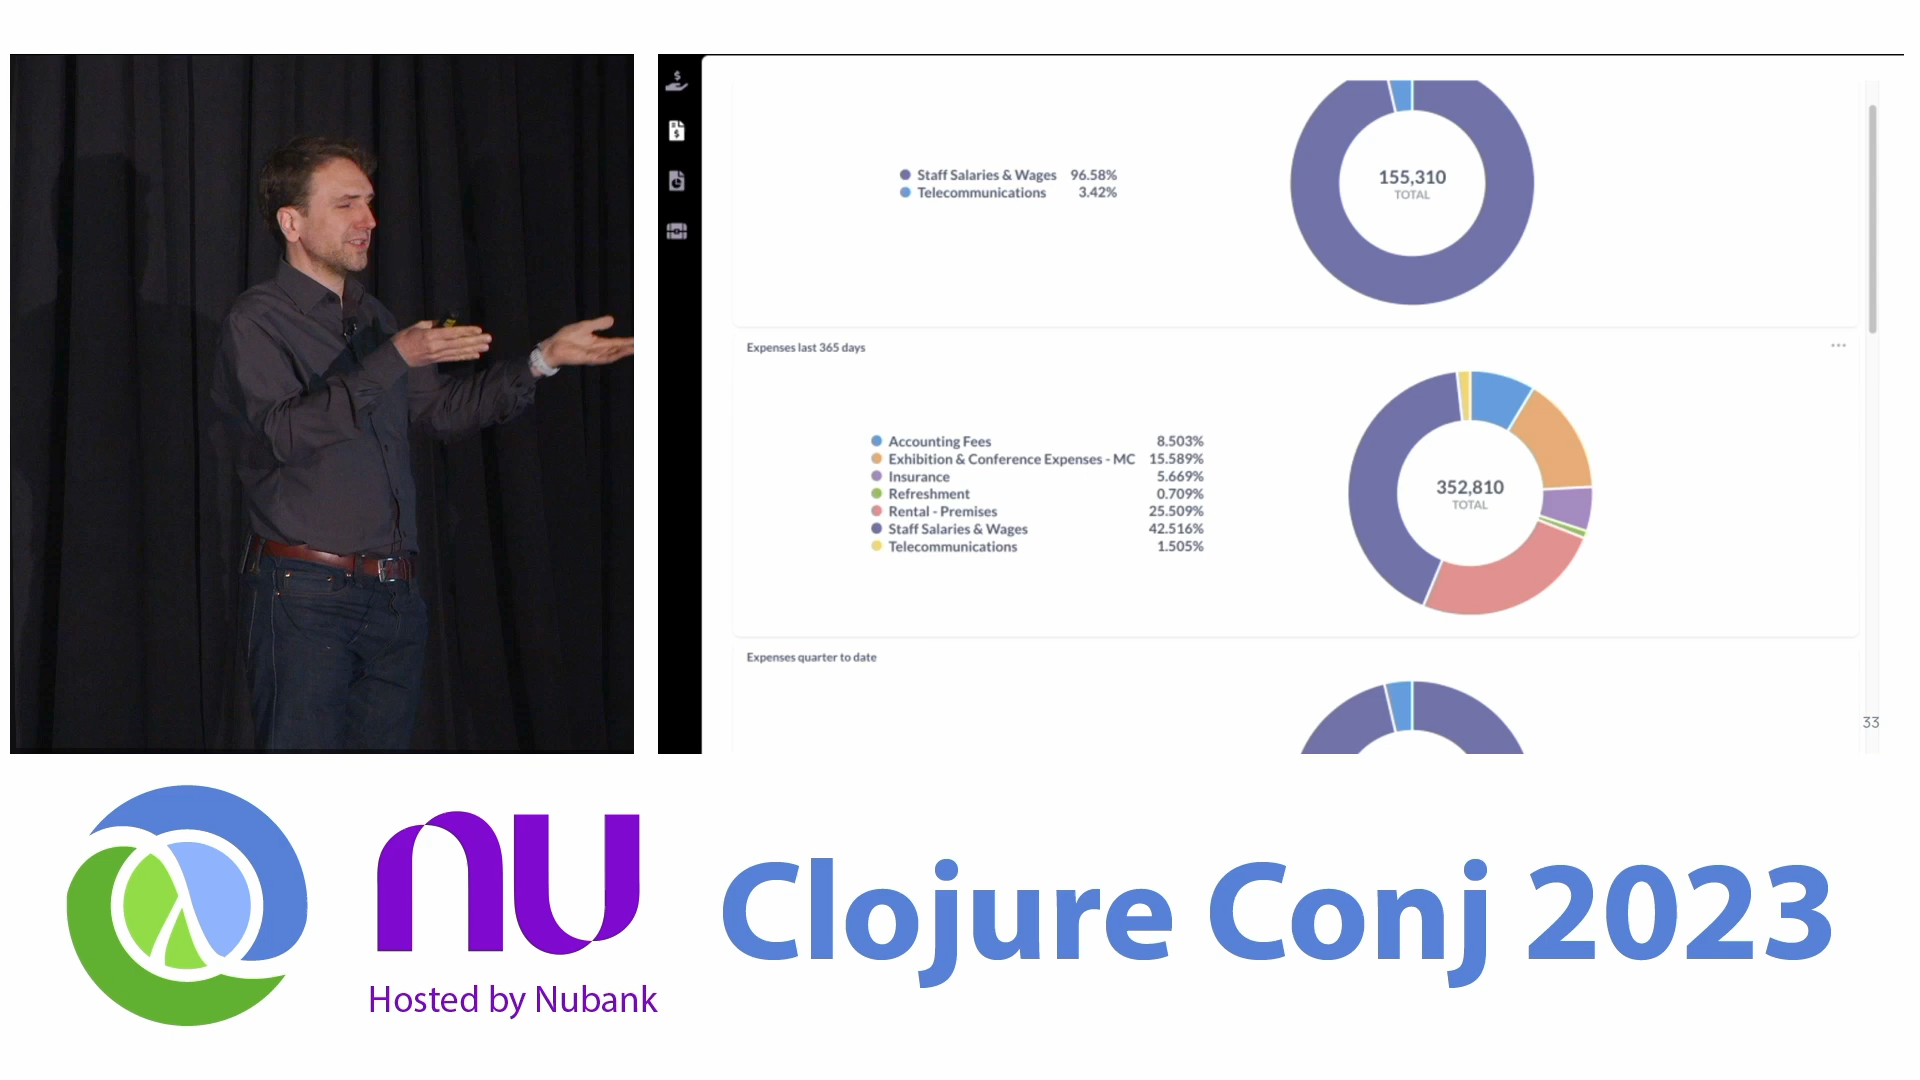 Staff Salaries & Wages 96.58%
Telecommunications 3.42%
155,310
TOTAL
Expenses last 365 days
Accounting Fees 8.503%
Exhibition & Conference Expenses - MC 15.589%
Insurance 5.669%
Refreshment 0.709%
Rental - Premises 25.509%
Staff Salaries & Wages 42.516%
Telecommunications 1.505%
352,810
TOTAL
Expenses quarter to date
33
nu
Hosted by Nubank
Clojure Conj 2023